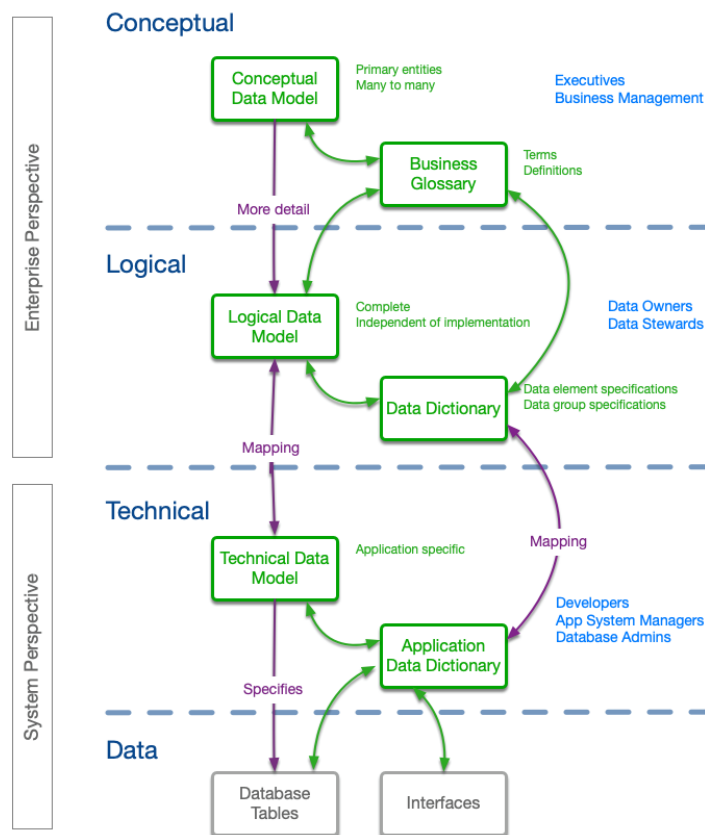 Conceptual
Enterprise Perspective
Conceptual
Data Model
Primary entities
Many to many
Executives
Business Management
Business
Glossary
Terms
Definitions
More detail
Logical
Logical Data
Model
Complete
Independent of implementation
Data Owners
Data Stewards
Data Dictionary
Data element specifications
Data group specifications
Mapping
System Perspective
Technical
Technical Data
Model
Application specific
Mapping
Developers
App System Managers
Database Admins
Application
Data Dictionary
Specifies
Data
Database
Tables
Interfaces